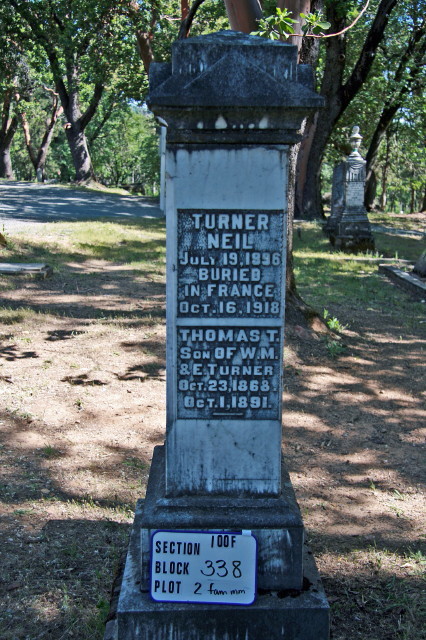 TURNER
NEIL
JULY 19, 1896
BURIED
IN FRANCE
OCT. 16, 1918
THOMAS T.
SON OF W.M.
& E. TURNER
OCT. 23, 1868.
OCT. 1, 1891.
SECTION IOOF
BLOCK 338
PLOT 2 fam mm